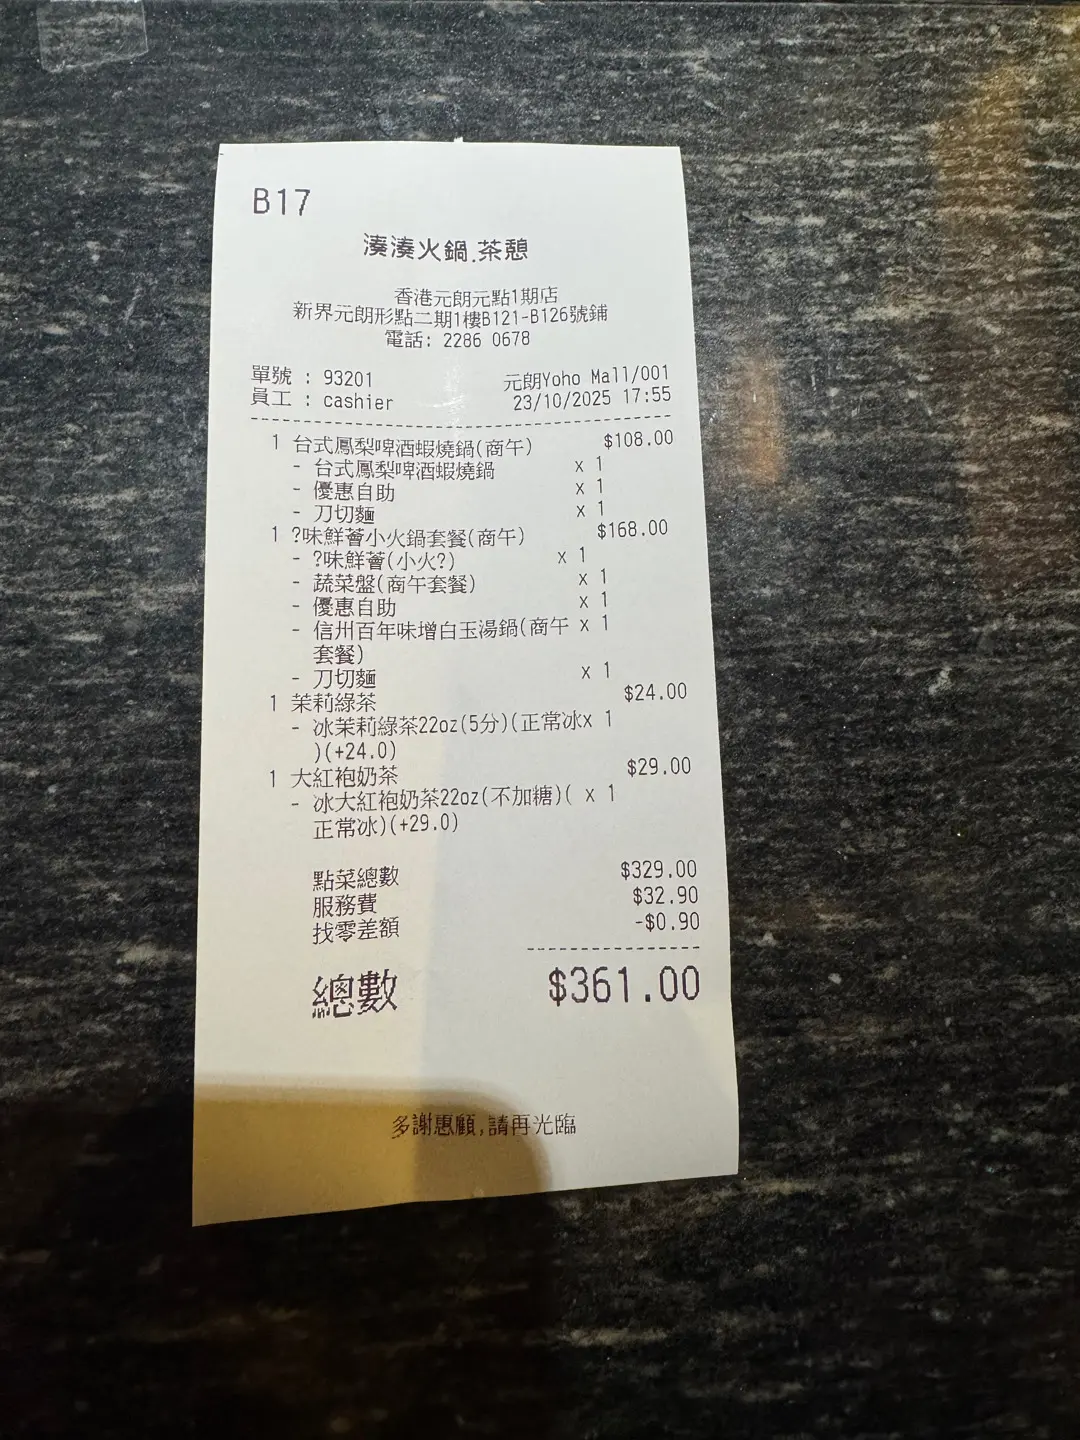 B17
湊湊火鍋.茶憩
香港元朗元點1期店
新界元朗形點二期1樓B121-B126號鋪
電話: 2286 0678
單號 : 93201 元朗Yoho Mall/001
員工 : cashier 23/10/2025 17:55
1 台式鳳梨啤酒蝦燒鍋(商午) $108.00
- 台式鳳梨啤酒蝦燒鍋 x 1
- 優惠自助 x 1
- 刀切麵 x 1
1 ?味鮮薈小火鍋套餐(商午) $168.00
- ?味鮮薈(小火?) x 1
- 蔬菜盤(商午套餐) x 1
- 優惠自助 x 1
- 信州百年味增白玉湯鍋(商午 x 1
套餐)
- 刀切麵 x 1
1 茉莉綠茶 $24.00
- 冰茉莉綠茶22oz(5分)(正常冰x 1
)(+24.0)
1 大紅袍奶茶 $29.00
- 冰大紅袍奶茶22oz(不加糖)( x 1
正常冰)(+29.0)
點菜總數 $329.00
服務費 $32.90
找零差額 -$0.90
總數 $361.00
多謝惠顧,請再光臨